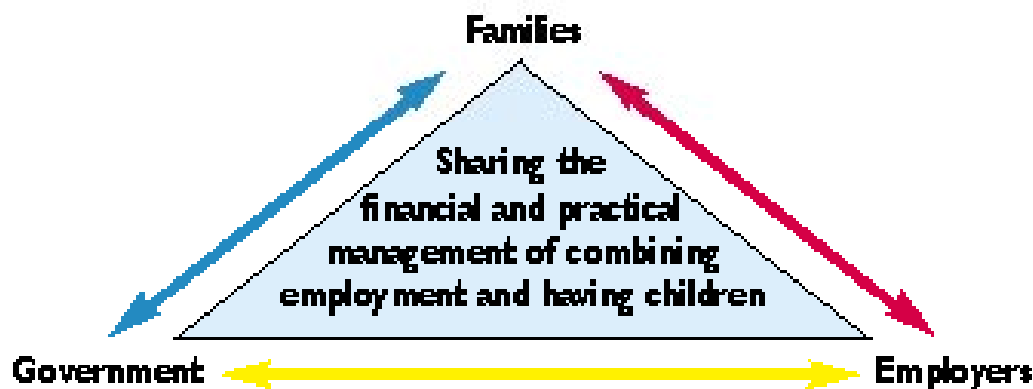 Families
Sharing the
financial and practical
management of combining
employment and having children
Government
Employers